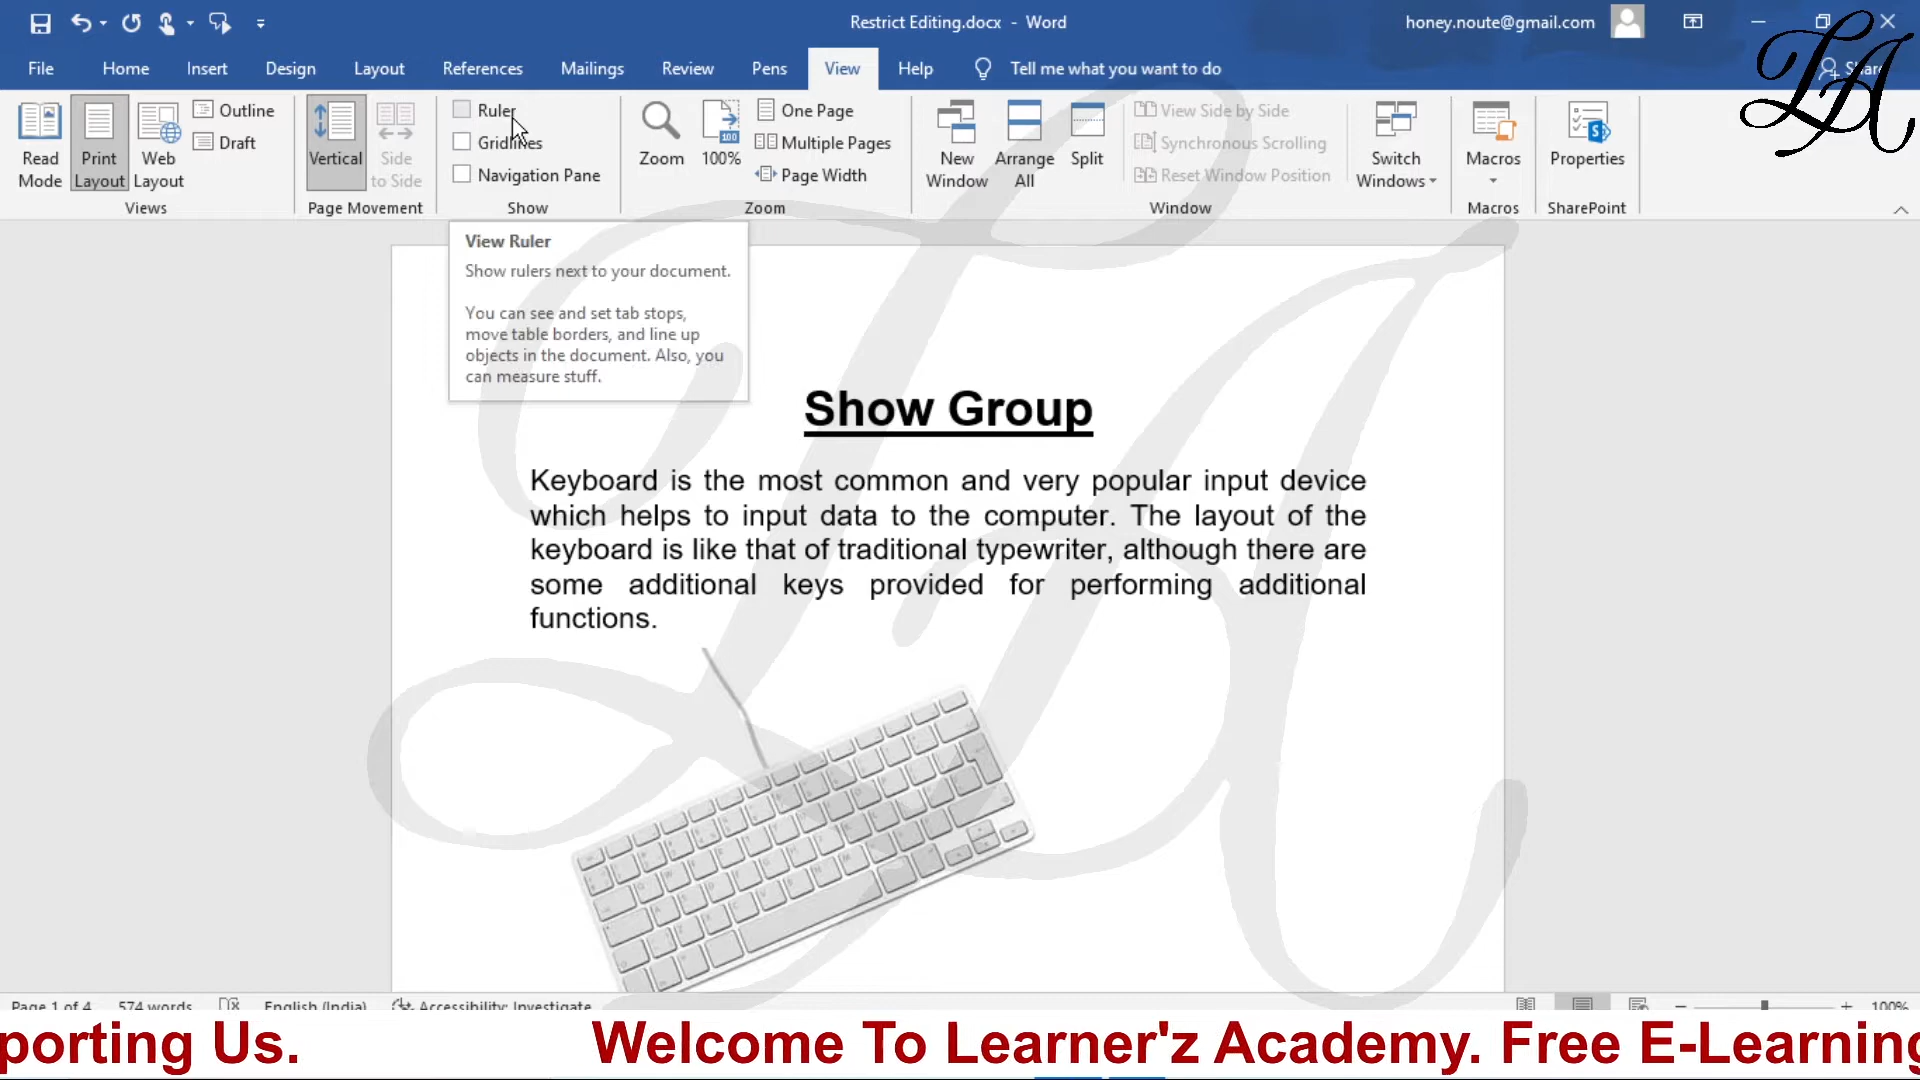 Restrict Editing.docx - Word
honey.noute@gmail.com
File Home Insert Design Layout References Mailings Review Pens View Help Tell me what you want to do Share
Read Mode
Print Layout
Web Layout
Outline
Draft
Views
Vertical
Side to Side
Page Movement
Ruler
Gridlines
Navigation Pane
Show
Zoom
100
100%
One Page
Multiple Pages
Page Width
Zoom
New Window
Arrange All
Split
View Side by Side
Synchronous Scrolling
Reset Window Position
Switch Windows
Window
Macros
Macros
Properties
SharePoint
LA
View Ruler
Show rulers next to your document.
You can see and set tab stops,
move table borders, and line up
objects in the document. Also, you
can measure stuff.
Show Group
Keyboard is the most common and very popular input device
which helps to input data to the computer. The layout of the
keyboard is like that of traditional typewriter, although there are
some additional keys provided for performing additional
functions.
Page 1 of 4 574 words English (India) Accessibility: Investigate 100%
porting Us. Welcome To Learner'z Academy. Free E-Learning